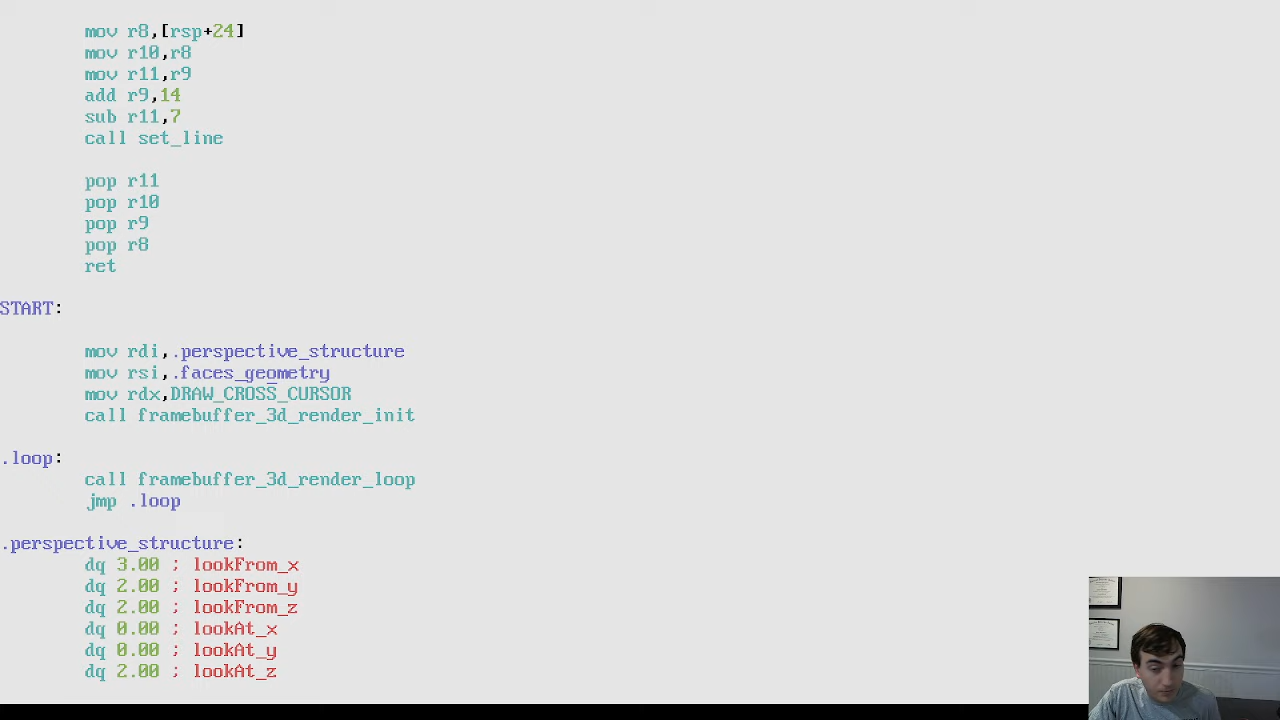 mov r8,[rsp+24]
mov r10,r8
mov r11,r9
add r9,14
sub r11,7
call set_line
pop r11
pop r10
pop r9
pop r8
ret
START:
mov rdi,.perspective_structure
mov rsi,.faces_geometry
mov rdx,DRAW_CROSS_CURSOR
call framebuffer_3d_render_init
.loop:
call framebuffer_3d_render_loop
jmp .loop
.perspective_structure:
dq 3.00 ; lookFrom_x
dq 2.00 ; lookFrom_y
dq 2.00 ; lookFrom_z
dq 0.00 ; lookAt_x
dq 0.00 ; lookAt_y
dq 2.00 ; lookAt_z